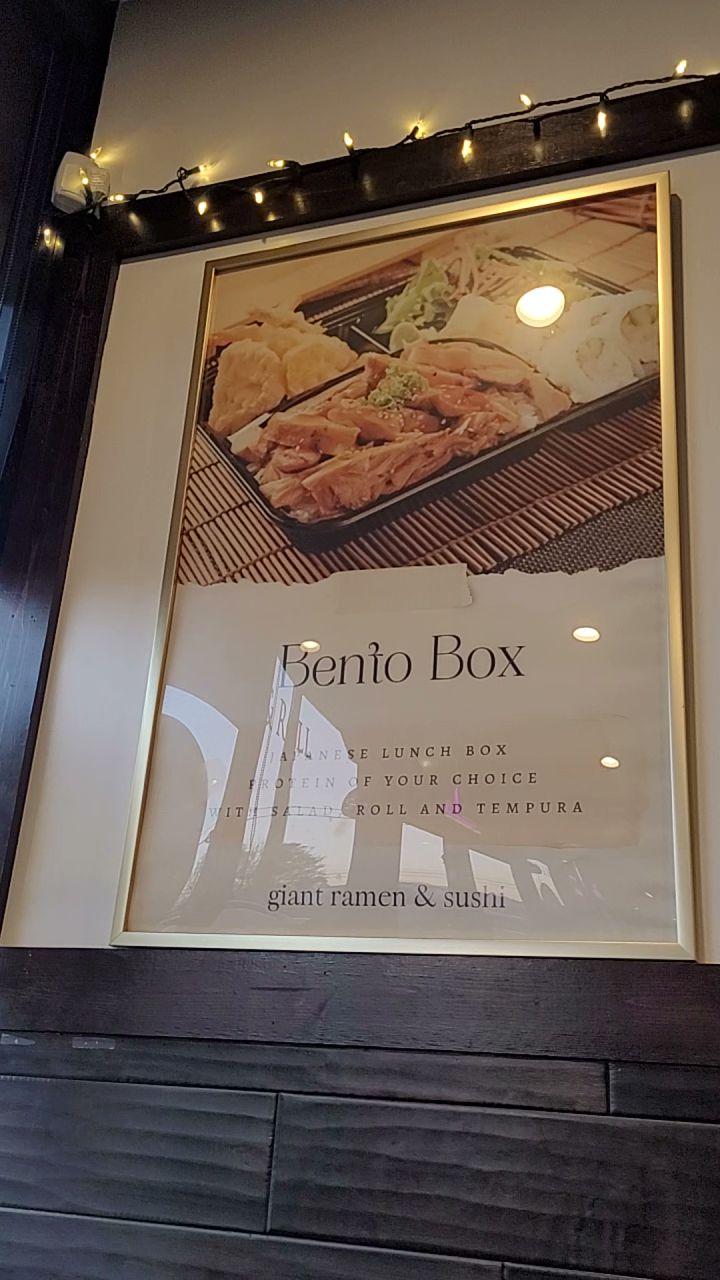 Bento Box
JAPANESE LUNCH BOX
PROTEIN OF YOUR CHOICE
WITH SALAD, ROLL AND TEMPURA
giant ramen & sushi